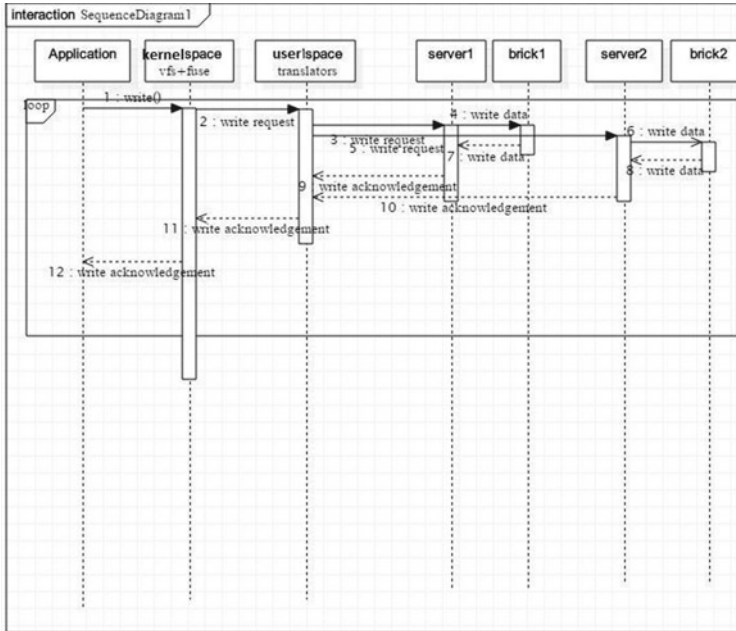 interaction SequenceDiagram1
Application
kernelspace
vfs+fuse
userlspace
translators
server1
brick1
server2
brick2
loop
1 : write()
2 : write request
3 : write request
4 : write data
5 : write request
6 : write data
7 : write data
8 : write data
9 : write acknowledgement
10 : write acknowledgement
11 : write acknowledgement
12 : write acknowledgement